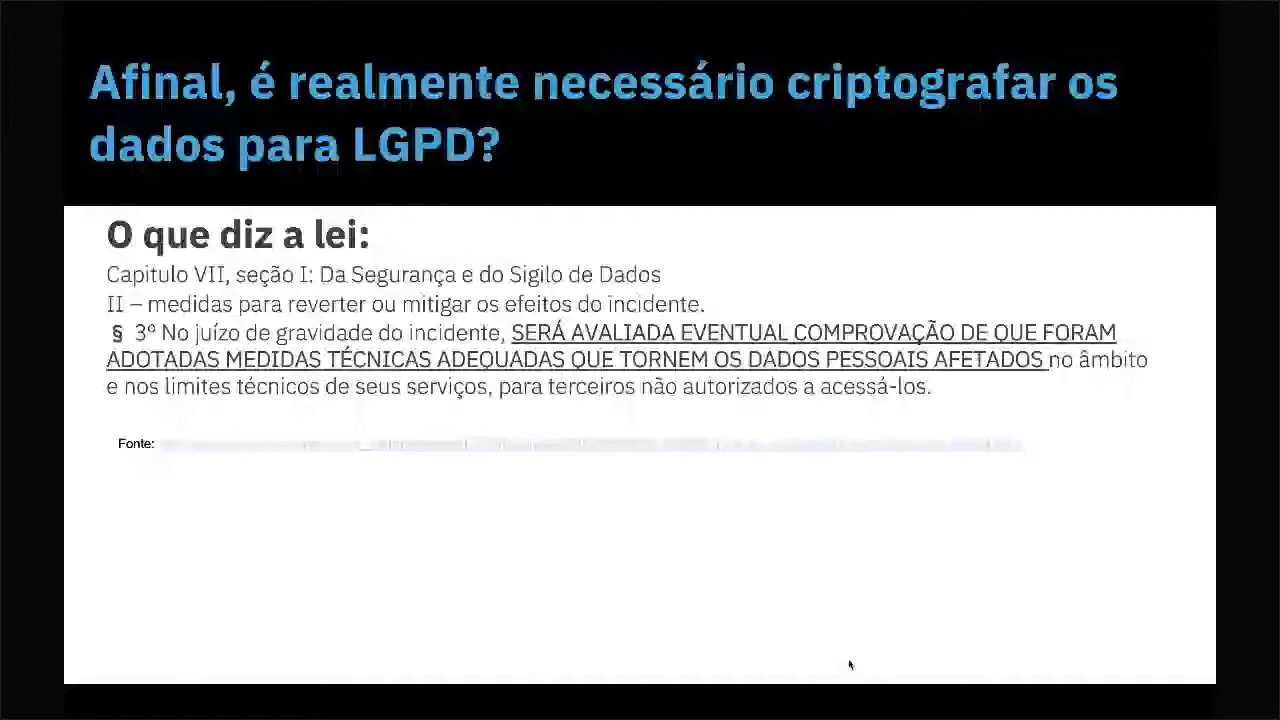 Afinal, é realmente necessário criptografar os
dados para LGPD?
O que diz a lei:
Capitulo VII, seção I: Da Segurança e do Sigilo de Dados
II – medidas para reverter ou mitigar os efeitos do incidente.
§ 3º No juízo de gravidade do incidente, SERÁ AVALIADA EVENTUAL COMPROVAÇÃO DE QUE FORAM
ADOTADAS MEDIDAS TÉCNICAS ADEQUADAS QUE TORNEM OS DADOS PESSOAIS AFETADOS no âmbito
e nos limites técnicos de seus serviços, para terceiros não autorizados a acessá-los.
Fonte: